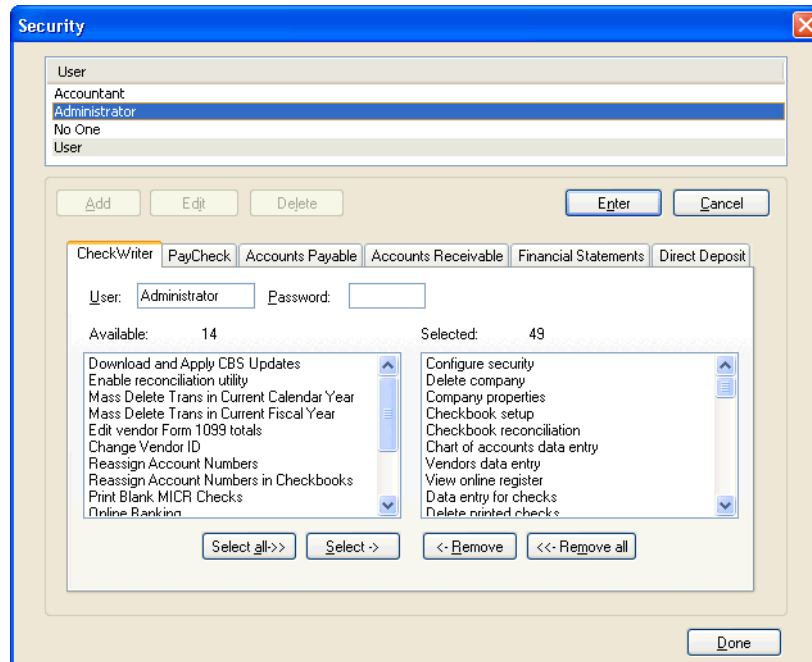 Security
User
Accountant
Administrator
No One
User
Add Edit Delete Enter Cancel
CheckWriter PayCheck Accounts Payable Accounts Receivable Financial Statements Direct Deposit
User: Administrator Password:
Available: 14 Selected: 49
Download and Apply CBS Updates
Enable reconciliation utility
Mass Delete Trans in Current Calendar Year
Mass Delete Trans in Current Fiscal Year
Edit vendor Form 1099 totals
Change Vendor ID
Reassign Account Numbers
Reassign Account Numbers in Checkbooks
Print Blank MICR Checks
Online Banking
Configure security
Delete company
Company properties
Checkbook setup
Checkbook reconciliation
Chart of accounts data entry
Vendors data entry
View online register
Data entry for checks
Delete printed checks
Select all->> Select -> <- Remove <<- Remove all
Done